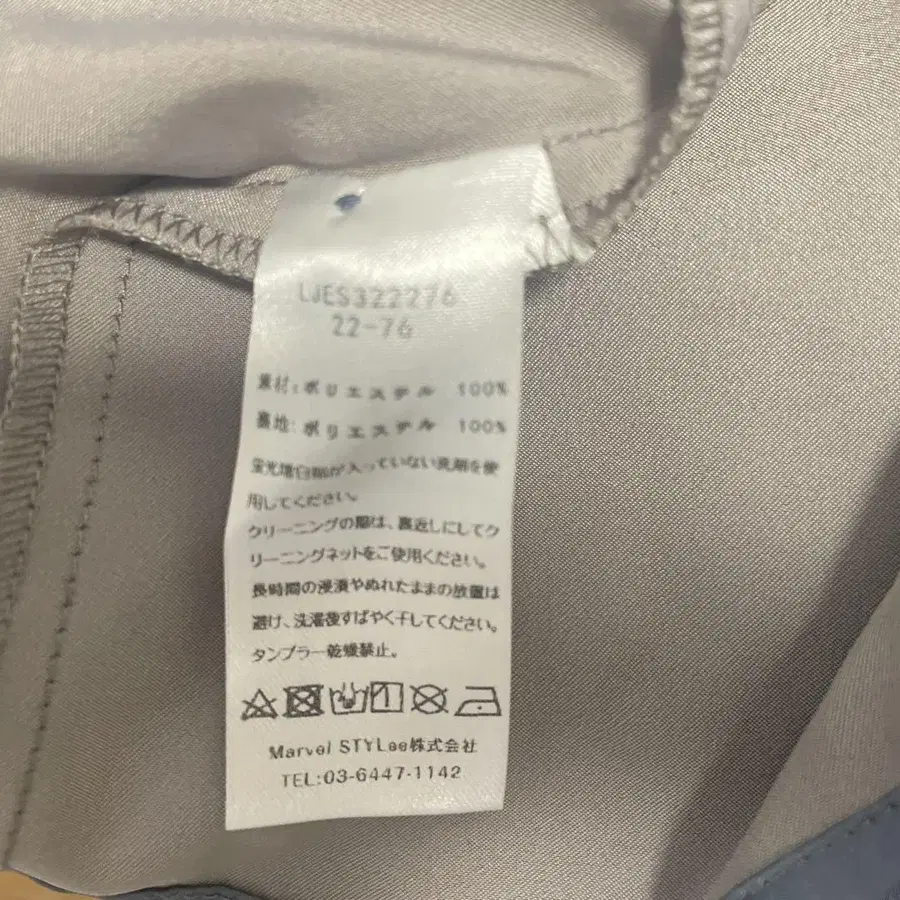 LJES322276
22-76
素材:ポリエステル 100%
裏地:ポリエステル 100%
蛍光増白剤が入っていない洗剤を使
用してください。
クリーニングの際は、裏返しにしてク
リーニングネットをご使用ください。
長時間の浸漬やぬれたままの放置は
避け、洗濯後すばやく干してください。
タンブラー乾燥禁止。
Marvel STYLee株式会社
TEL:03-6447-1142